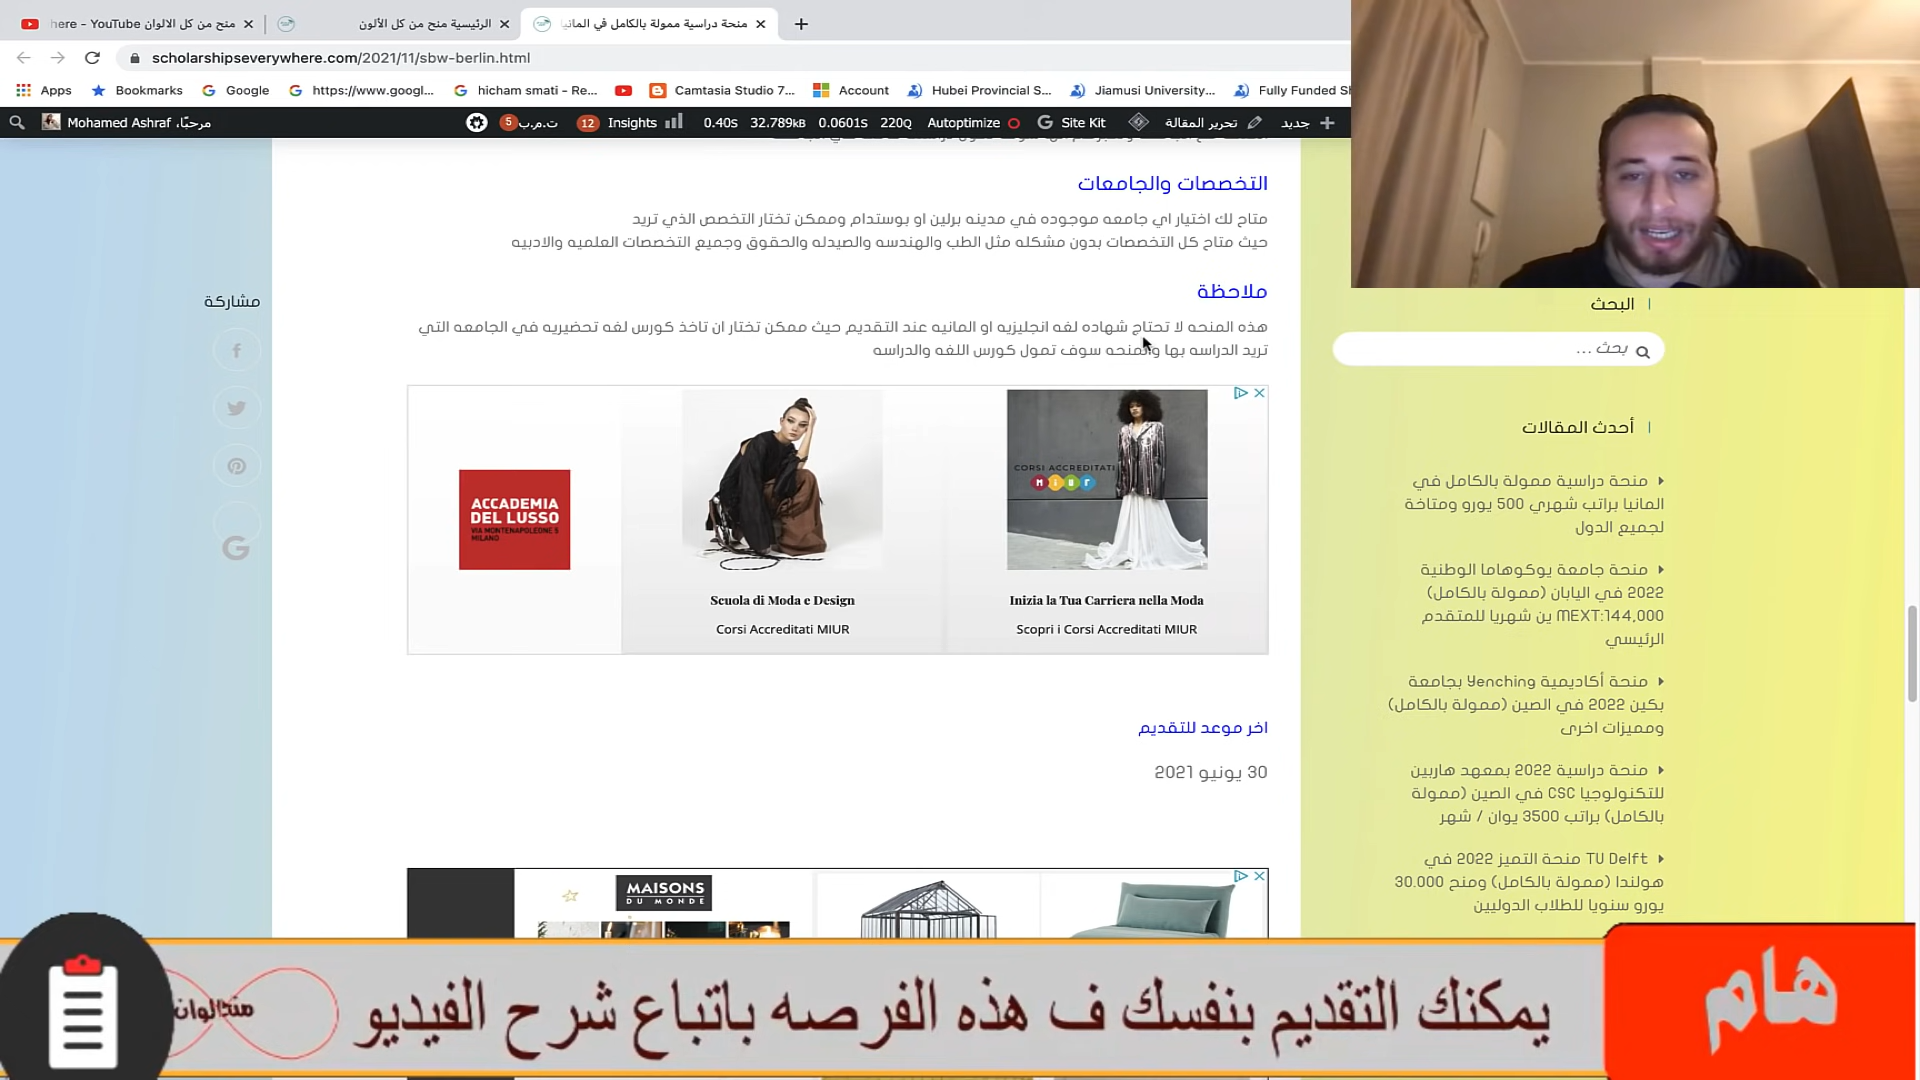 منح من كل الالوان here - YouTube
الرئيسية منح من كل الألون
منحة دراسية ممولة بالكامل في المانيا
scholarshipseverywhere.com/2021/11/sbw-berlin.html
Apps
Bookmarks
Google
https://www.googl...
hicham smati - Re...
Camtasia Studio 7...
Account
Hubei Provincial S...
Jiamusi University...
Fully Funded Sh
مرحبًا، Mohamed Ashraf
ت.م.ب 5
12 Insights
0.40s 32.789kB 0.0601s 220Q
Autoptimize
Site Kit
تحرير المقالة
جديد
التخصصات والجامعات
متاح لك اختيار اي جامعه موجوده في مدينه برلين او بوستدام وممكن تختار التخصص الذي تريد
حيث متاح كل التخصصات بدون مشكله مثل الطب والهندسه والصيدله والحقوق وجميع التخصصات العلميه والادبيه
ملاحظة
هذه المنحه لا تحتاج شهاده لغه انجليزيه او المانيه عند التقديم حيث ممكن تختار ان تاخذ كورس لغه تحضيريه في الجامعه التي
تريد الدراسه بها والمنحه سوف تمول كورس اللغه والدراسه
مشاركة
ACCADEMIA
DEL LUSSO
VIA MONTENAPOLEONE 5
MILANO
Scuola di Moda e Design
Corsi Accreditati MIUR
CORSI ACCREDITATI
MIUR
Inizia la Tua Carriera nella Moda
Scopri i Corsi Accreditati MIUR
اخر موعد للتقديم
30 يونيو 2021
MAISONS
DU MONDE
البحث
بحث ...
أحدث المقالات
منحة دراسية ممولة بالكامل في
المانيا براتب شهري 500 يورو ومتاحة
لجميع الدول
منحة جامعة يوكوهاما الوطنية
2022 في اليابان (ممولة بالكامل)
MEXT:144,000 ين شهريا للمتقدم
الرئيسي
منحة أكاديمية Yenching بجامعة
بكين 2022 في الصين (ممولة بالكامل)
ومميزات اخرى
منحة دراسية 2022 بمعهد هاربين
للتكنولوجيا CSC في الصين (ممولة
بالكامل) براتب 3500 يوان / شهر
TU Delft منحة التميز 2022 في
هولندا (ممولة بالكامل) ومنح 30.000
يورو سنويا للطلاب الدوليين
هام
يمكنك التقديم بنفسك ف هذه الفرصه باتباع شرح الفيديو